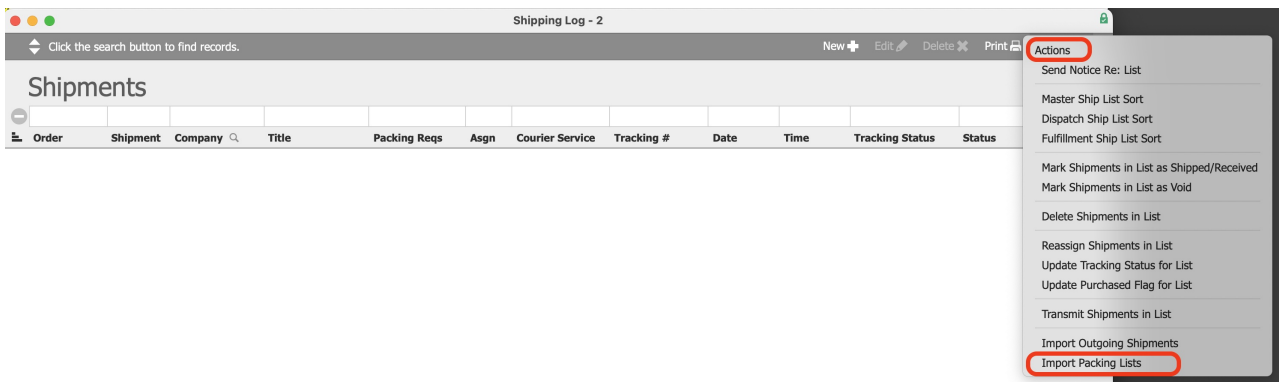 Shipping Log - 2
Click the search button to find records.
New Edit Delete Print
Shipments
Order Shipment Company Title Packing Reqs Asgn Courier Service Tracking # Date Time Tracking Status Status
Actions
Send Notice Re: List
Master Ship List Sort
Dispatch Ship List Sort
Fulfillment Ship List Sort
Mark Shipments in List as Shipped/Received
Mark Shipments in List as Void
Delete Shipments in List
Reassign Shipments in List
Update Tracking Status for List
Update Purchased Flag for List
Transmit Shipments in List
Import Outgoing Shipments
Import Packing Lists